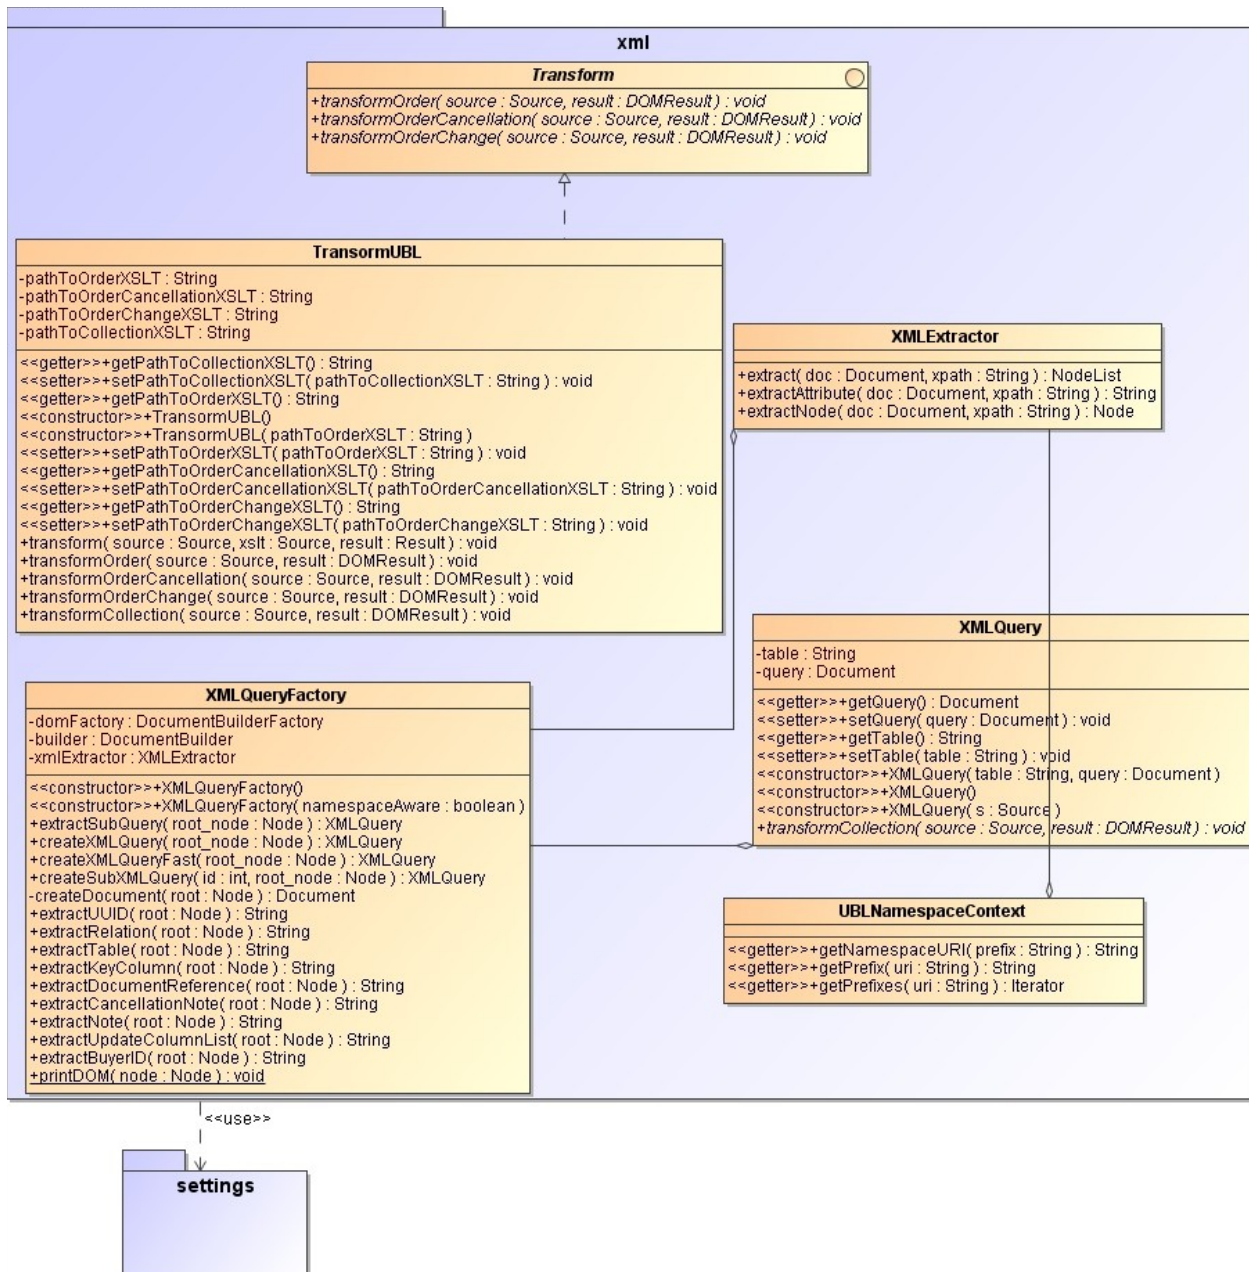 xml
Transform
+transformOrder( source : Source, result : DOMResult ) : void
+transformOrderCancellation( source : Source, result : DOMResult ) : void
+transformOrderChange( source : Source, result : DOMResult ) : void
TransormUBL
-pathToOrderXSLT : String
-pathToOrderCancellationXSLT : String
-pathToOrderChangeXSLT : String
-pathToCollectionXSLT : String
<<getter>>+getPathToCollectionXSLT() : String
<<setter>>+setPathToCollectionXSLT( pathToCollectionXSLT : String ) : void
<<getter>>+getPathToOrderXSLT() : String
<<constructor>>+TransormUBL()
<<constructor>>+TransormUBL( pathToOrderXSLT : String )
<<setter>>+setPathToOrderXSLT( pathToOrderXSLT : String ) : void
<<getter>>+getPathToOrderCancellationXSLT() : String
<<setter>>+setPathToOrderCancellationXSLT( pathToOrderCancellationXSLT : String ) : void
<<getter>>+getPathToOrderChangeXSLT() : String
<<setter>>+setPathToOrderChangeXSLT( pathToOrderChangeXSLT : String ) : void
+transform( source : Source, xslt : Source, result : Result ) : void
+transformOrder( source : Source, result : DOMResult ) : void
+transformOrderCancellation( source : Source, result : DOMResult ) : void
+transformOrderChange( source : Source, result : DOMResult ) : void
+transformCollection( source : Source, result : DOMResult ) : void
XMLExtractor
+extract( doc : Document, xpath : String ) : NodeList
+extractAttribute( doc : Document, xpath : String ) : String
+extractNode( doc : Document, xpath : String ) : Node
XMLQuery
-table : String
-query : Document
<<getter>>+getQuery() : Document
<<setter>>+setQuery( query : Document ) : void
<<getter>>+getTable() : String
<<setter>>+setTable( table : String ) : void
<<constructor>>+XMLQuery( table : String, query : Document )
<<constructor>>+XMLQuery()
<<constructor>>+XMLQuery( s : Source )
+transformCollection( source : Source, result : DOMResult ) : void
XMLQueryFactory
-domFactory : DocumentBuilderFactory
-builder : DocumentBuilder
-xmlExtractor : XMLExtractor
<<constructor>>+XMLQueryFactory()
<<constructor>>+XMLQueryFactory( namespaceAware : boolean )
+extractSubQuery( root_node : Node ) : XMLQuery
+createXMLQuery( root_node : Node ) : XMLQuery
+createXMLQueryFast( root_node : Node ) : XMLQuery
+createSubXMLQuery( id : int, root_node : Node ) : XMLQuery
-createDocument( root : Node ) : Document
+extractUUID( root : Node ) : String
+extractRelation( root : Node ) : String
+extractTable( root : Node ) : String
+extractKeyColumn( root : Node ) : String
+extractDocumentReference( root : Node ) : String
+extractCancellationNote( root : Node ) : String
+extractNote( root : Node ) : String
+extractUpdateColumnList( root : Node ) : String
+extractBuyerID( root : Node ) : String
+printDOM( node : Node ) : void
UBLNamespaceContext
<<getter>>+getNamespaceURI( prefix : String ) : String
<<getter>>+getPrefix( uri : String ) : String
<<getter>>+getPrefixes( uri : String ) : Iterator
<<use>>
settings